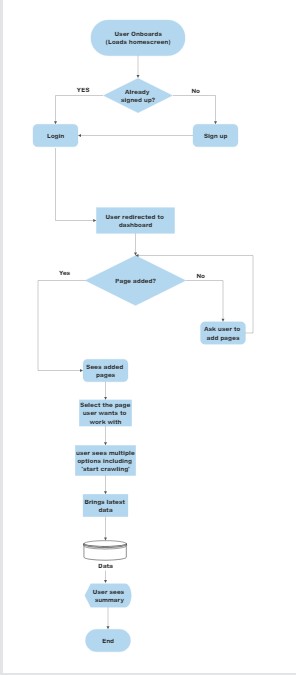 User Onboards
(Loads homescreen)
Already
signed up?
YES
No
Login
Sign up
User redirected to
dashboard
Page added?
Yes
No
Ask user to
add pages
Sees added
pages
Select the page
user wants to
work with
user sees multiple
options including
'start crawling'
Brings latest
data
Data
User sees
summary
End